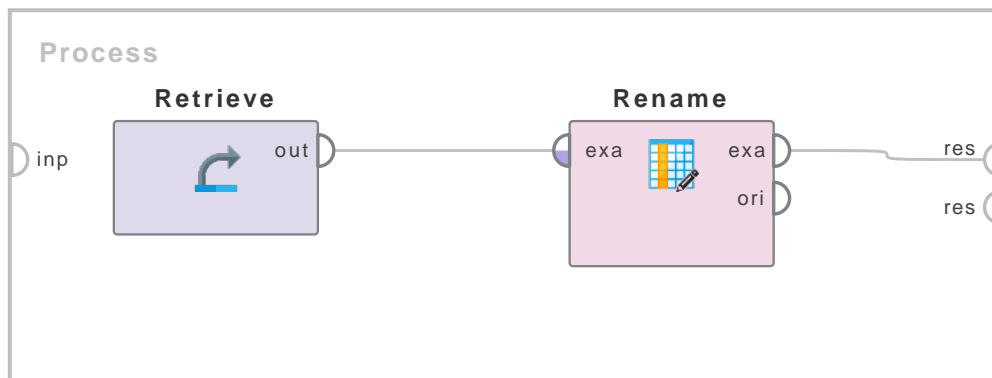 Process
Retrieve
Rename
inp
out
exa
exa
res
ori
res